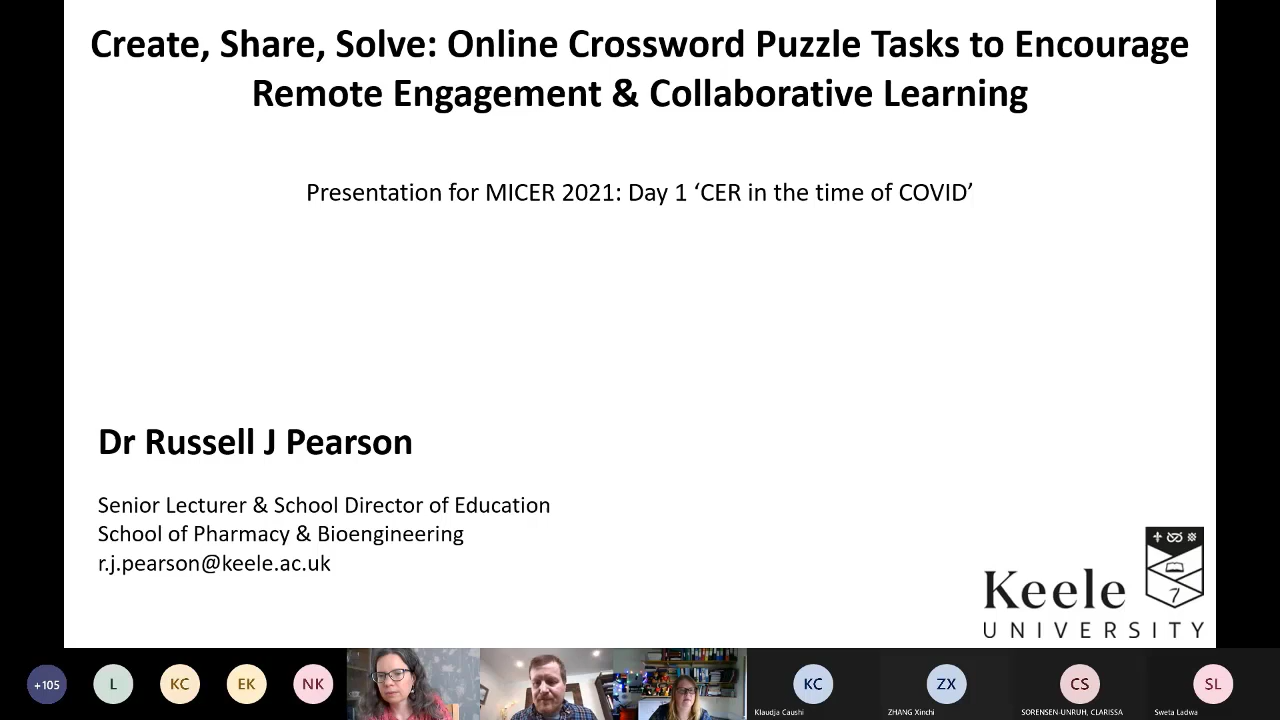 Create, Share, Solve: Online Crossword Puzzle Tasks to Encourage
Remote Engagement & Collaborative Learning
Presentation for MICER 2021: Day 1 ‘CER in the time of COVID’
Dr Russell J Pearson
Senior Lecturer & School Director of Education
School of Pharmacy & Bioengineering
r.j.pearson@keele.ac.uk
Keele
UNIVERSITY
+105
L
KC
EK
NK
KC
Klaudja Caushi
ZX
ZHANG Xinchi
CS
SORENSEN-UNRUH, CLARISSA
SL
Sweta Ladwa